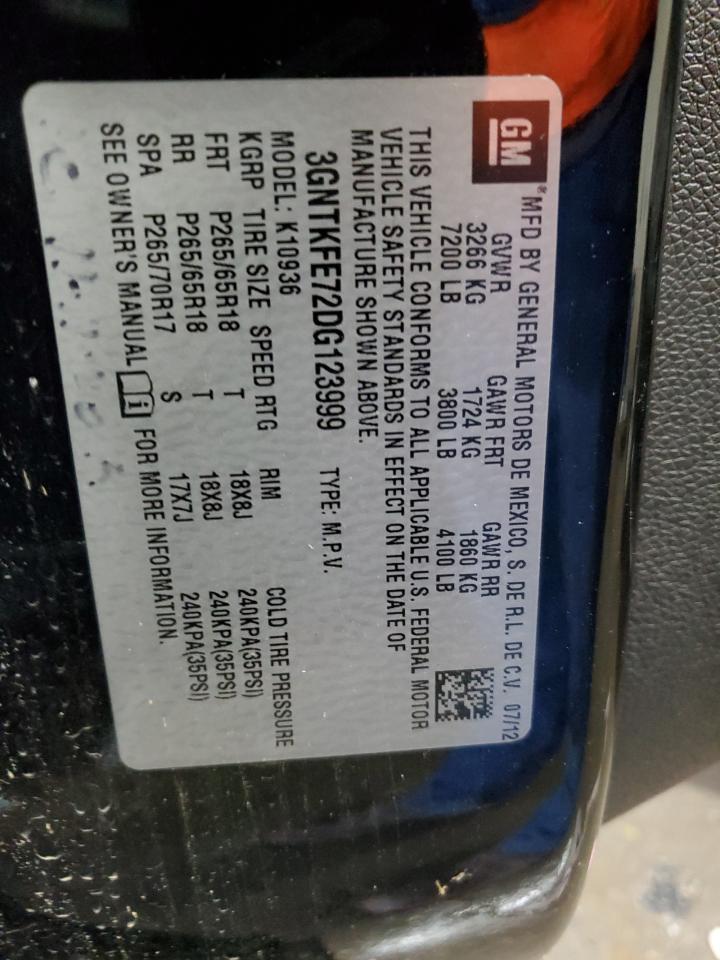 GM® MFD BY GENERAL MOTORS DE MEXICO, S. DE R.L. DE C.V. 07/12
GVWR GAWR FRT GAWR RR
3266 KG 1724 KG 1860 KG
7200 LB 3800 LB 4100 LB
THIS VEHICLE CONFORMS TO ALL APPLICABLE U.S. FEDERAL MOTOR
VEHICLE SAFETY STANDARDS IN EFFECT ON THE DATE OF
MANUFACTURE SHOWN ABOVE.
3GNTKFE72DG123999 TYPE: M.P.V.
MODEL: K10936
KGRP TIRE SIZE SPEED RTG RIM COLD TIRE PRESSURE
FRT P265/65R18 T 18X8J 240KPA(35PSI)
RR P265/65R18 T 18X8J 240KPA(35PSI)
SPA P265/70R17 S 17X7J 240KPA(35PSI)
SEE OWNER'S MANUAL i FOR MORE INFORMATION.